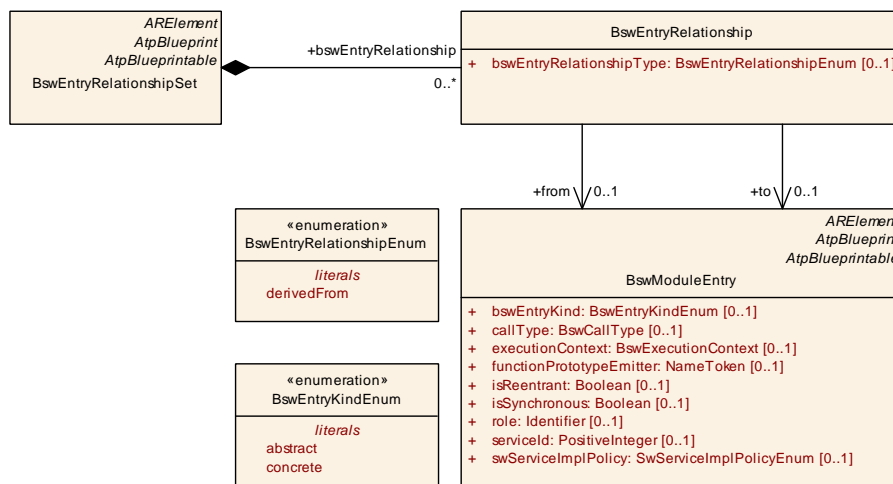 ARElement
AtpBlueprint
AtpBlueprintable
BswEntryRelationshipSet
+bswEntryRelationship
0..*
BswEntryRelationship
+ bswEntryRelationshipType: BswEntryRelationshipEnum [0..1]
+from 0..1
+to 0..1
«enumeration»
BswEntryRelationshipEnum
literals
derivedFrom
«enumeration»
BswEntryKindEnum
literals
abstract
concrete
ARElement
AtpBlueprint
AtpBlueprintable
BswModuleEntry
+ bswEntryKind: BswEntryKindEnum [0..1]
+ callType: BswCallType [0..1]
+ executionContext: BswExecutionContext [0..1]
+ functionPrototypeEmitter: NameToken [0..1]
+ isReentrant: Boolean [0..1]
+ isSynchronous: Boolean [0..1]
+ role: Identifier [0..1]
+ serviceId: PositiveInteger [0..1]
+ swServiceImplPolicy: SwServiceImplPolicyEnum [0..1]